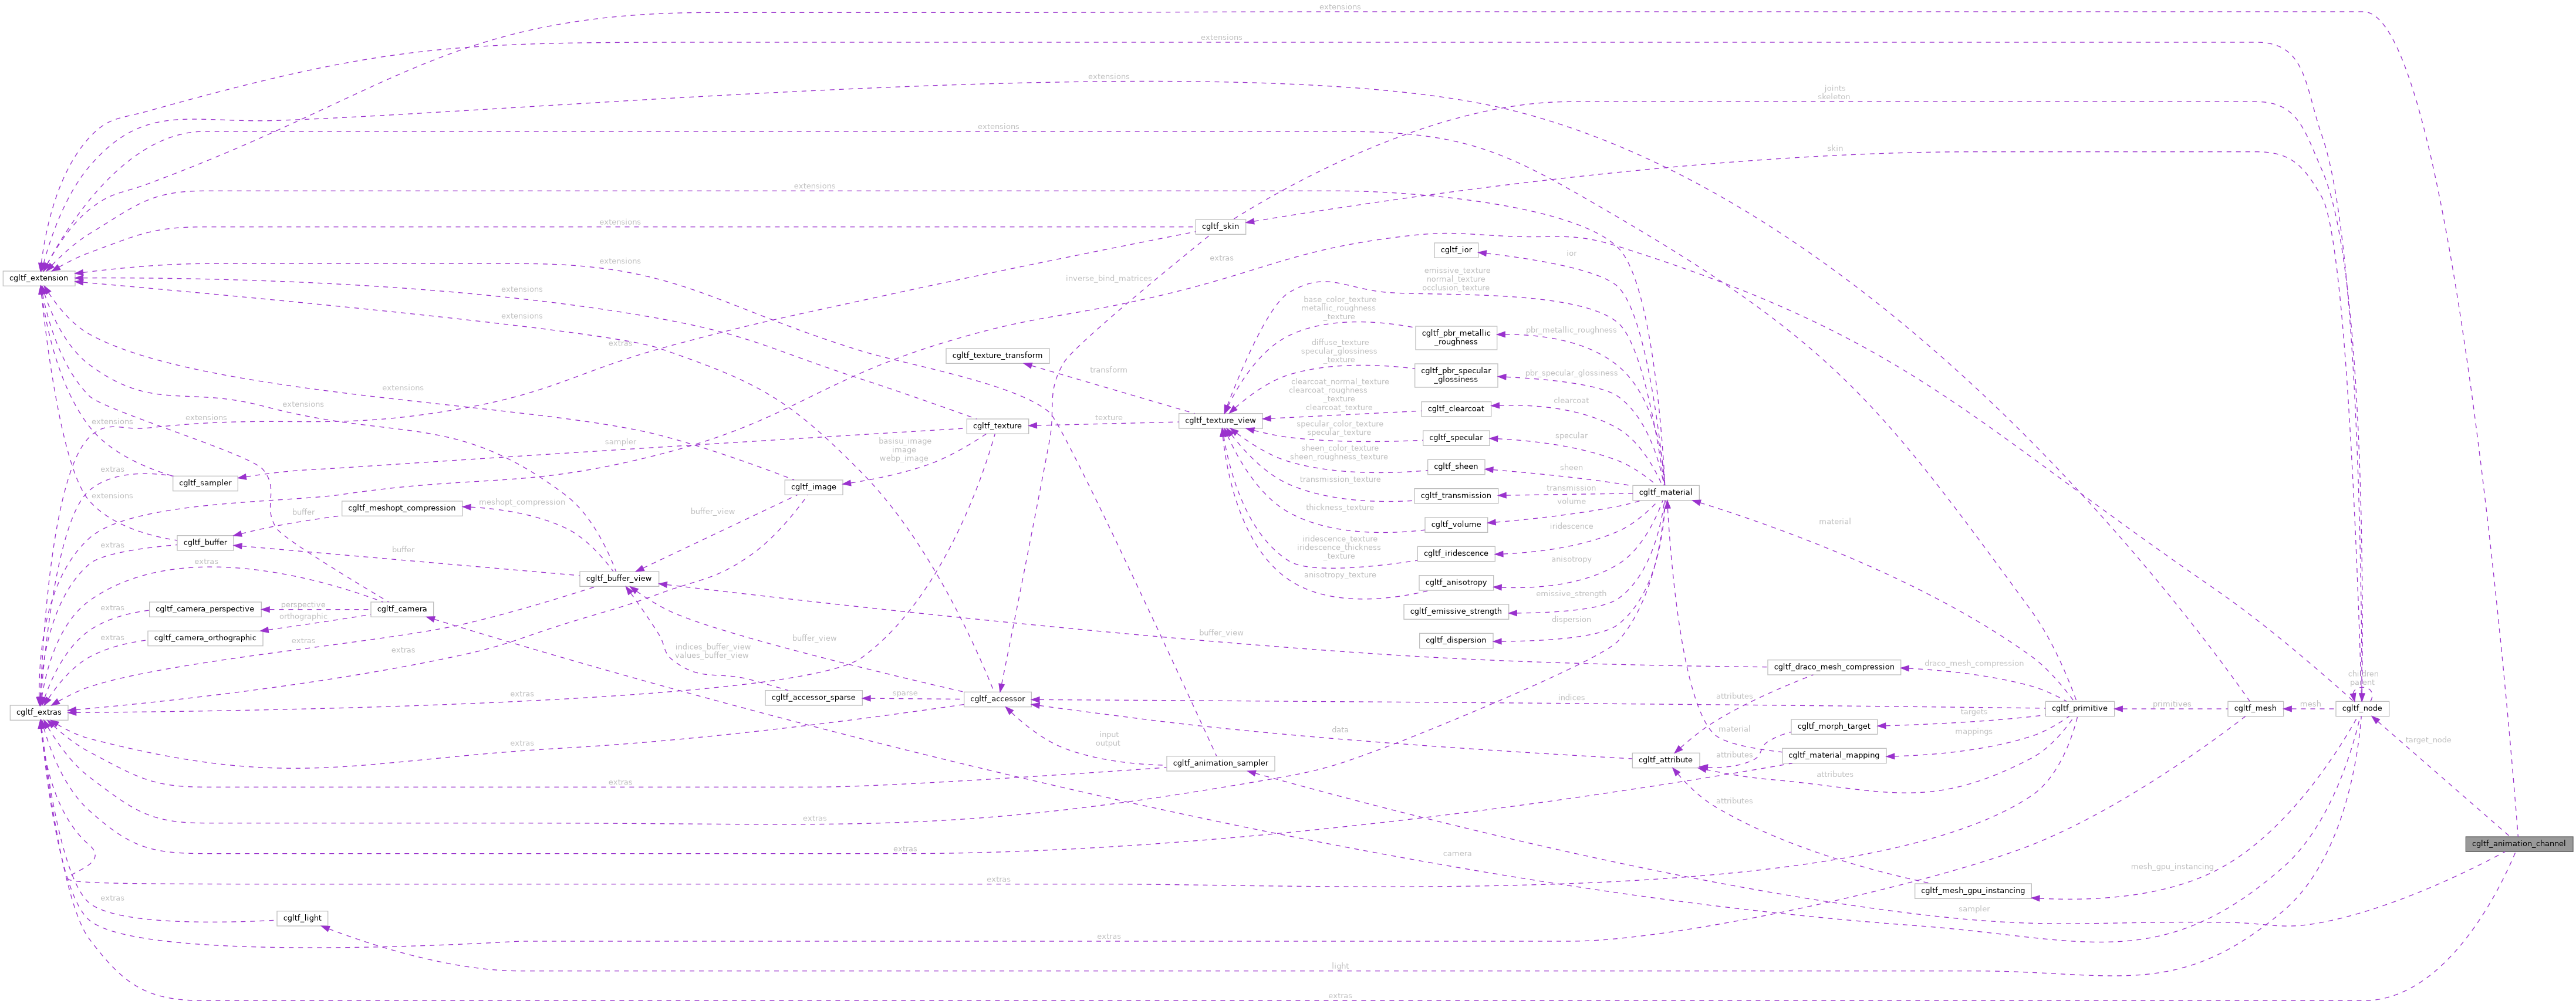 extensions
extensions
extensions
joints
skeleton
extensions
skin
extensions
extensions
cgltf_skin
cgltf_ior
ior
extras
extensions
cgltf_extension
inverse_bind_matrices
emissive_texture
normal_texture
occlusion_texture
extensions
base_color_texture
metallic_roughness
_texture
extensions
cgltf_pbr_metallic
_roughness
pbr_metallic_roughness
extras
diffuse_texture
specular_glossiness
_texture
cgltf_texture_transform
transform
cgltf_pbr_specular
_glossiness
pbr_specular_glossiness
extensions
clearcoat_normal_texture
clearcoat_roughness
_texture
clearcoat_texture
clearcoat
cgltf_clearcoat
extensions
extensions
extensions
texture
cgltf_texture
cgltf_texture_view
specular_color_texture
specular_texture
cgltf_specular
specular
sampler
basisu_image
image
webp_image
sheen_color_texture
sheen_roughness_texture
cgltf_sheen
sheen
extras
cgltf_sampler
cgltf_image
transmission_texture
cgltf_transmission
transmission
cgltf_material
extensions
cgltf_meshopt_compression
meshopt_compression
buffer
buffer_view
thickness_texture
cgltf_volume
volume
iridescence
material
cgltf_buffer
extras
buffer
iridescence_texture
iridescence_thickness
_texture
cgltf_iridescence
extras
anisotropy
cgltf_buffer_view
anisotropy_texture
cgltf_anisotropy
emissive_strength
extras
cgltf_camera_perspective
perspective
cgltf_camera
orthographic
cgltf_emissive_strength
dispersion
extras
cgltf_camera_orthographic
extras
extras
indices_buffer_view
values_buffer_view
buffer_view
buffer_view
cgltf_dispersion
cgltf_draco_mesh_compression
draco_mesh_compression
children
parent
extras
cgltf_accessor_sparse
sparse
cgltf_accessor
indices
attributes
primitives
mesh
cgltf_extras
targets
cgltf_primitive
cgltf_mesh
cgltf_node
extras
input
output
data
material
cgltf_morph_target
mappings
target_node
cgltf_animation_sampler
cgltf_attribute
attributes
cgltf_material_mapping
attributes
extras
attributes
extras
extras
camera
cgltf_animation_channel
mesh_gpu_instancing
extras
cgltf_mesh_gpu_instancing
extras
cgltf_light
sampler
extras
light
extras